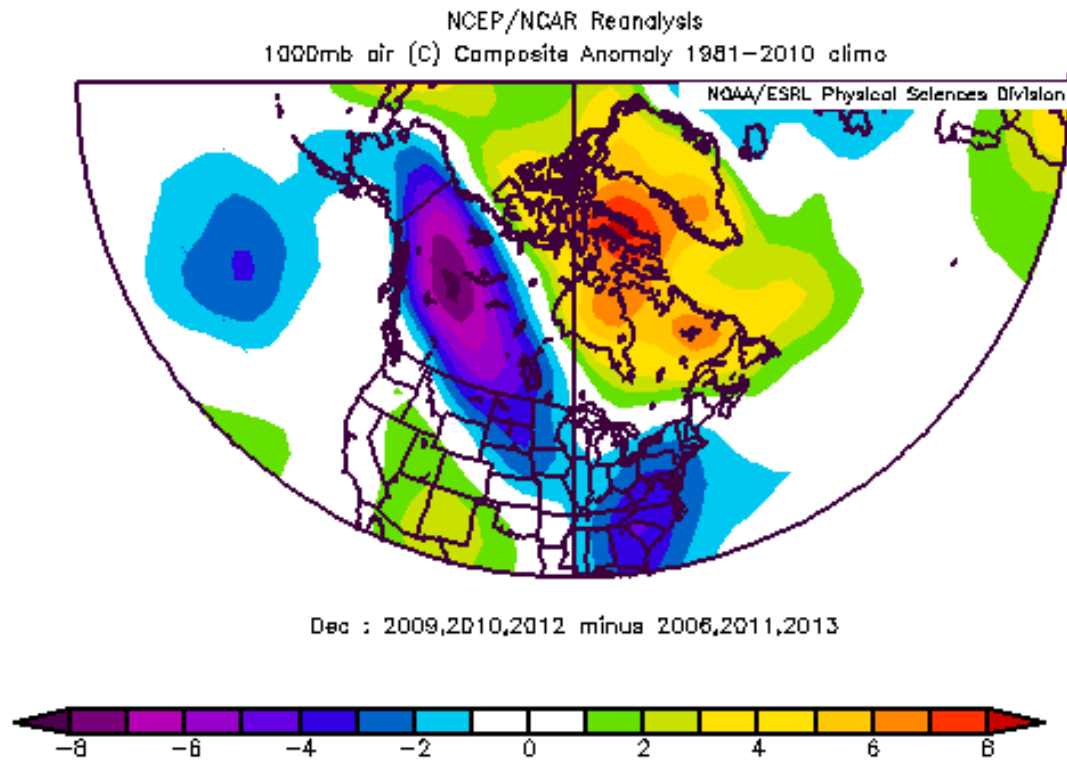 NCEP/NCAR Reanalysis
1000mb air (C) Composite Anomaly 1981-2010 climo
NOAA/ESRL Physical Sciences Division
Dec : 2009,2010,2012 minus 2006,2011,2013
-8 -6 -4 -2 0 2 4 6 8